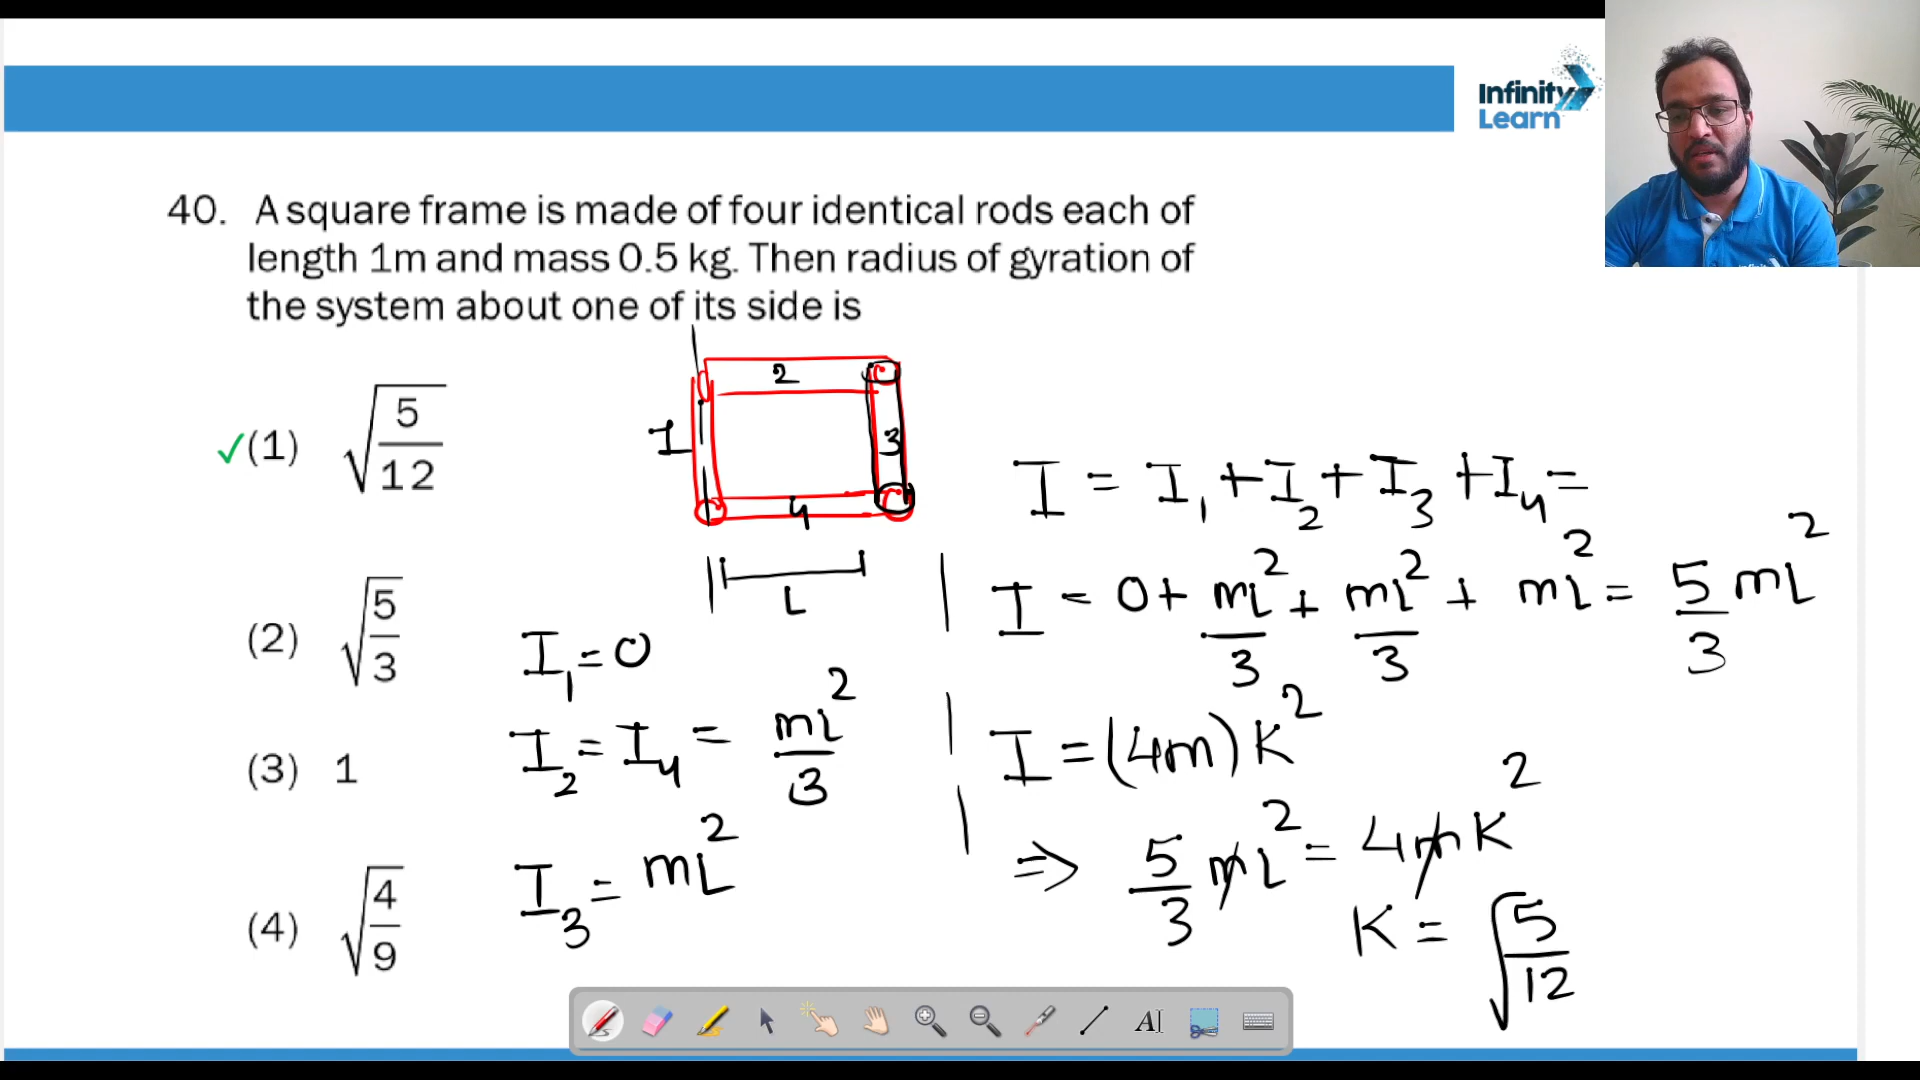 Infinity
Learn
40. A square frame is made of four identical rods each of
length 1m and mass 0.5 kg. Then radius of gyration of
the system about one of its side is
✓(1) √(5/12)
(2) √(5/3)
(3) 1
(4) √(4/9)
1
2
3
4
L
I₁ = 0
I₂ = I₄ = mL²/3
I₃ = mL²
I = I₁ + I₂ + I₃ + I₄ =
I = 0 + mL²/3 + mL²/3 + mL² = 5/3 mL²
I = (4m) K²
⇒ 5/3 mL² = 4mK²
K = √(5/12)
A